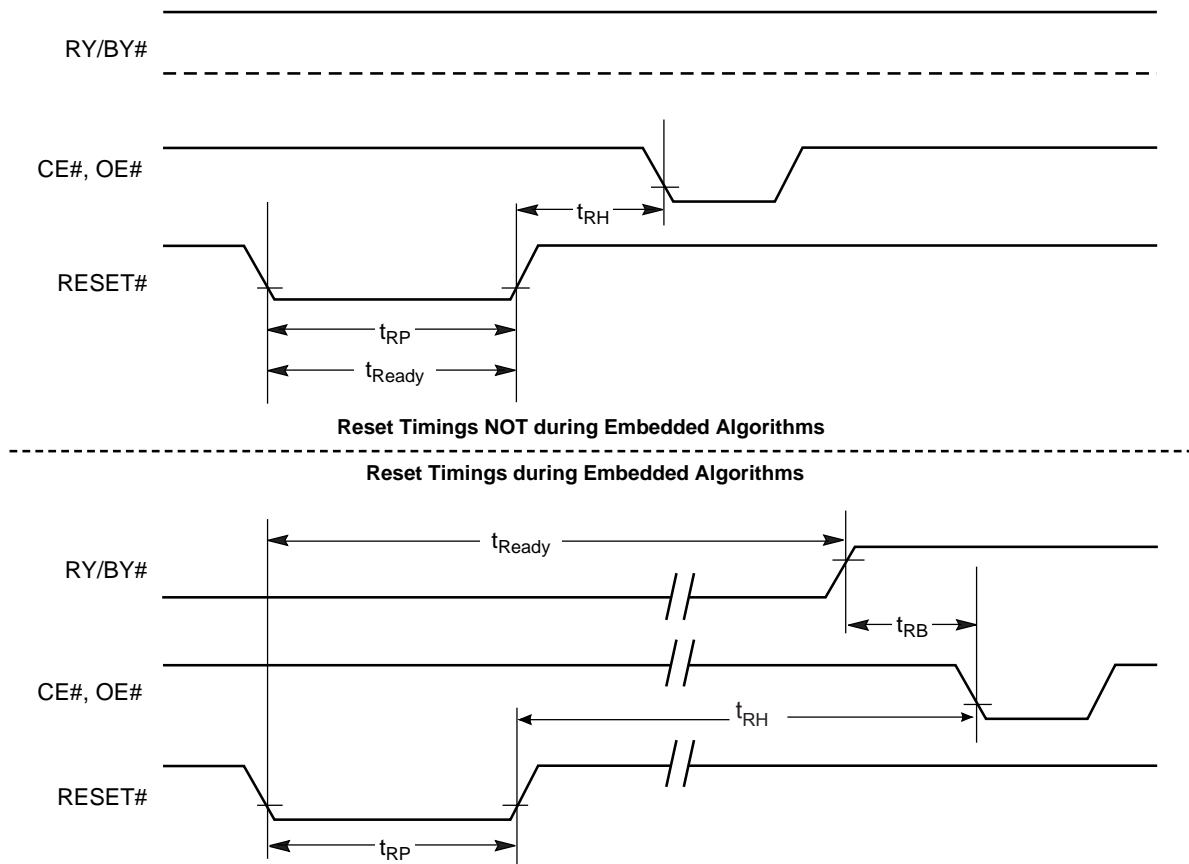 RY/BY#
CE#, OE#
tRH
RESET#
tRP
tReady
Reset Timings NOT during Embedded Algorithms
Reset Timings during Embedded Algorithms
tReady
RY/BY#
tRB
CE#, OE#
tRH
RESET#
tRP